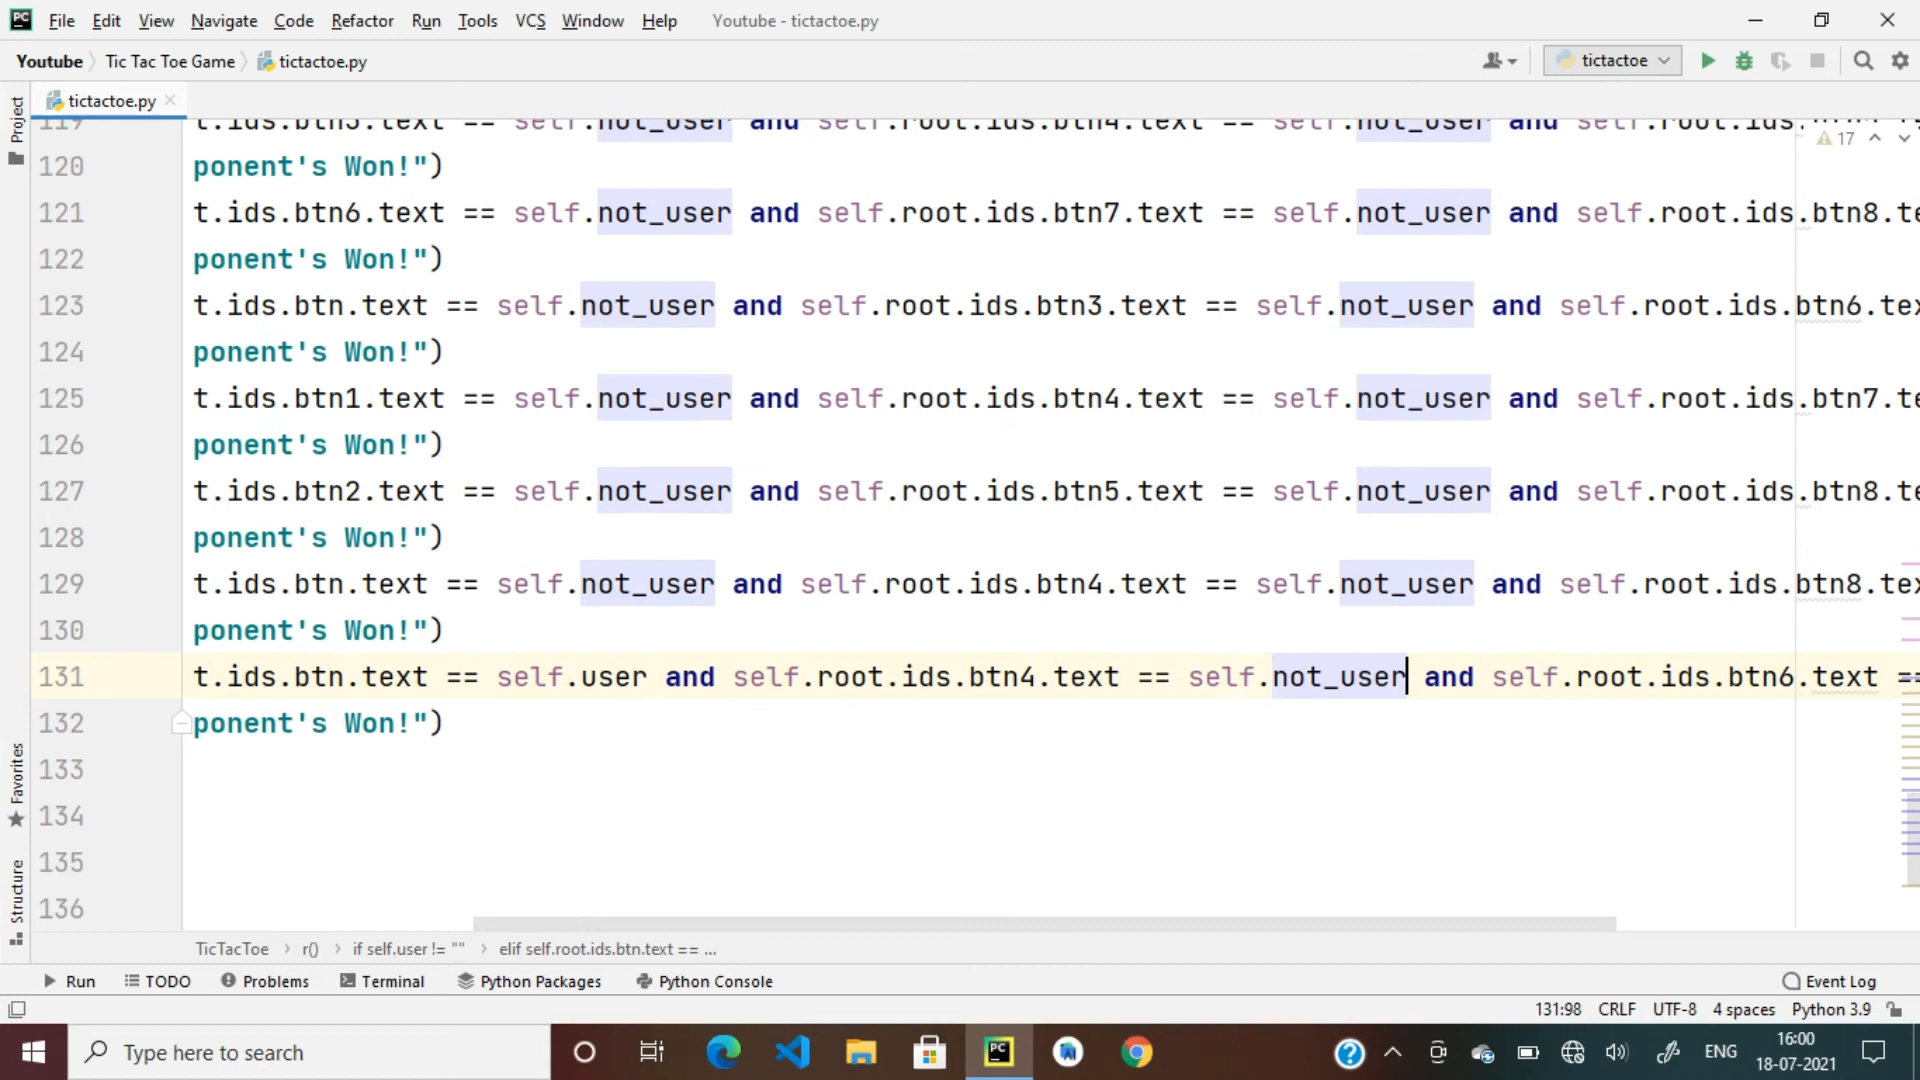 File Edit View Navigate Code Refactor Run Tools VCS Window Help Youtube - tictactoe.py
Youtube Tic Tac Toe Game tictactoe.py tictactoe
tictactoe.py
Project
119 == self.not_user and == self.not_user and
17
120 ponent's Won!")
121 t.ids.btn6.text == self.not_user and self.root.ids.btn7.text == self.not_user and self.root.ids.btn8.te
122 ponent's Won!")
123 t.ids.btn.text == self.not_user and self.root.ids.btn3.text == self.not_user and self.root.ids.btn6.tex
124 ponent's Won!")
125 t.ids.btn1.text == self.not_user and self.root.ids.btn4.text == self.not_user and self.root.ids.btn7.te
126 ponent's Won!")
127 t.ids.btn2.text == self.not_user and self.root.ids.btn5.text == self.not_user and self.root.ids.btn8.te
128 ponent's Won!")
129 t.ids.btn.text == self.not_user and self.root.ids.btn4.text == self.not_user and self.root.ids.btn8.tex
130 ponent's Won!")
131 t.ids.btn.text == self.user and self.root.ids.btn4.text == self.not_user and self.root.ids.btn6.text ==
132 ponent's Won!")
133
134
135
136
Favorites
Structure
TicTacToe r() if self.user != "" elif self.root.ids.btn.text == ...
Run TODO Problems Terminal Python Packages Python Console Event Log
131:98 CRLF UTF-8 4 spaces Python 3.9
Type here to search
ENG
16:00
18-07-2021